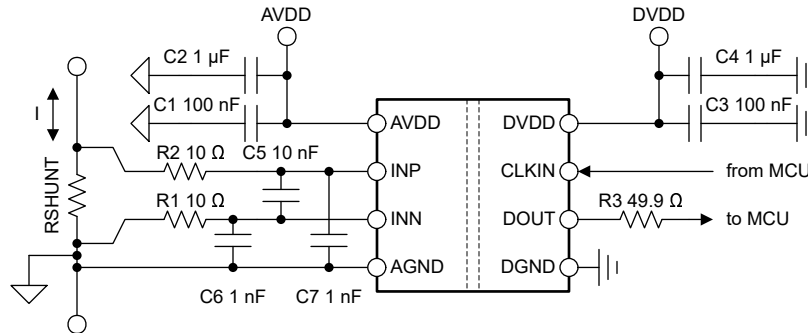 AVDD
DVDD
C2 1 µF
C4 1 µF
C1 100 nF
C3 100 nF
I
AVDD
DVDD
R2 10 Ω
C5 10 nF
INP
CLKIN
from MCU
RSHUNT
R1 10 Ω
INN
DOUT
R3 49.9 Ω
to MCU
AGND
DGND
C6 1 nF
C7 1 nF